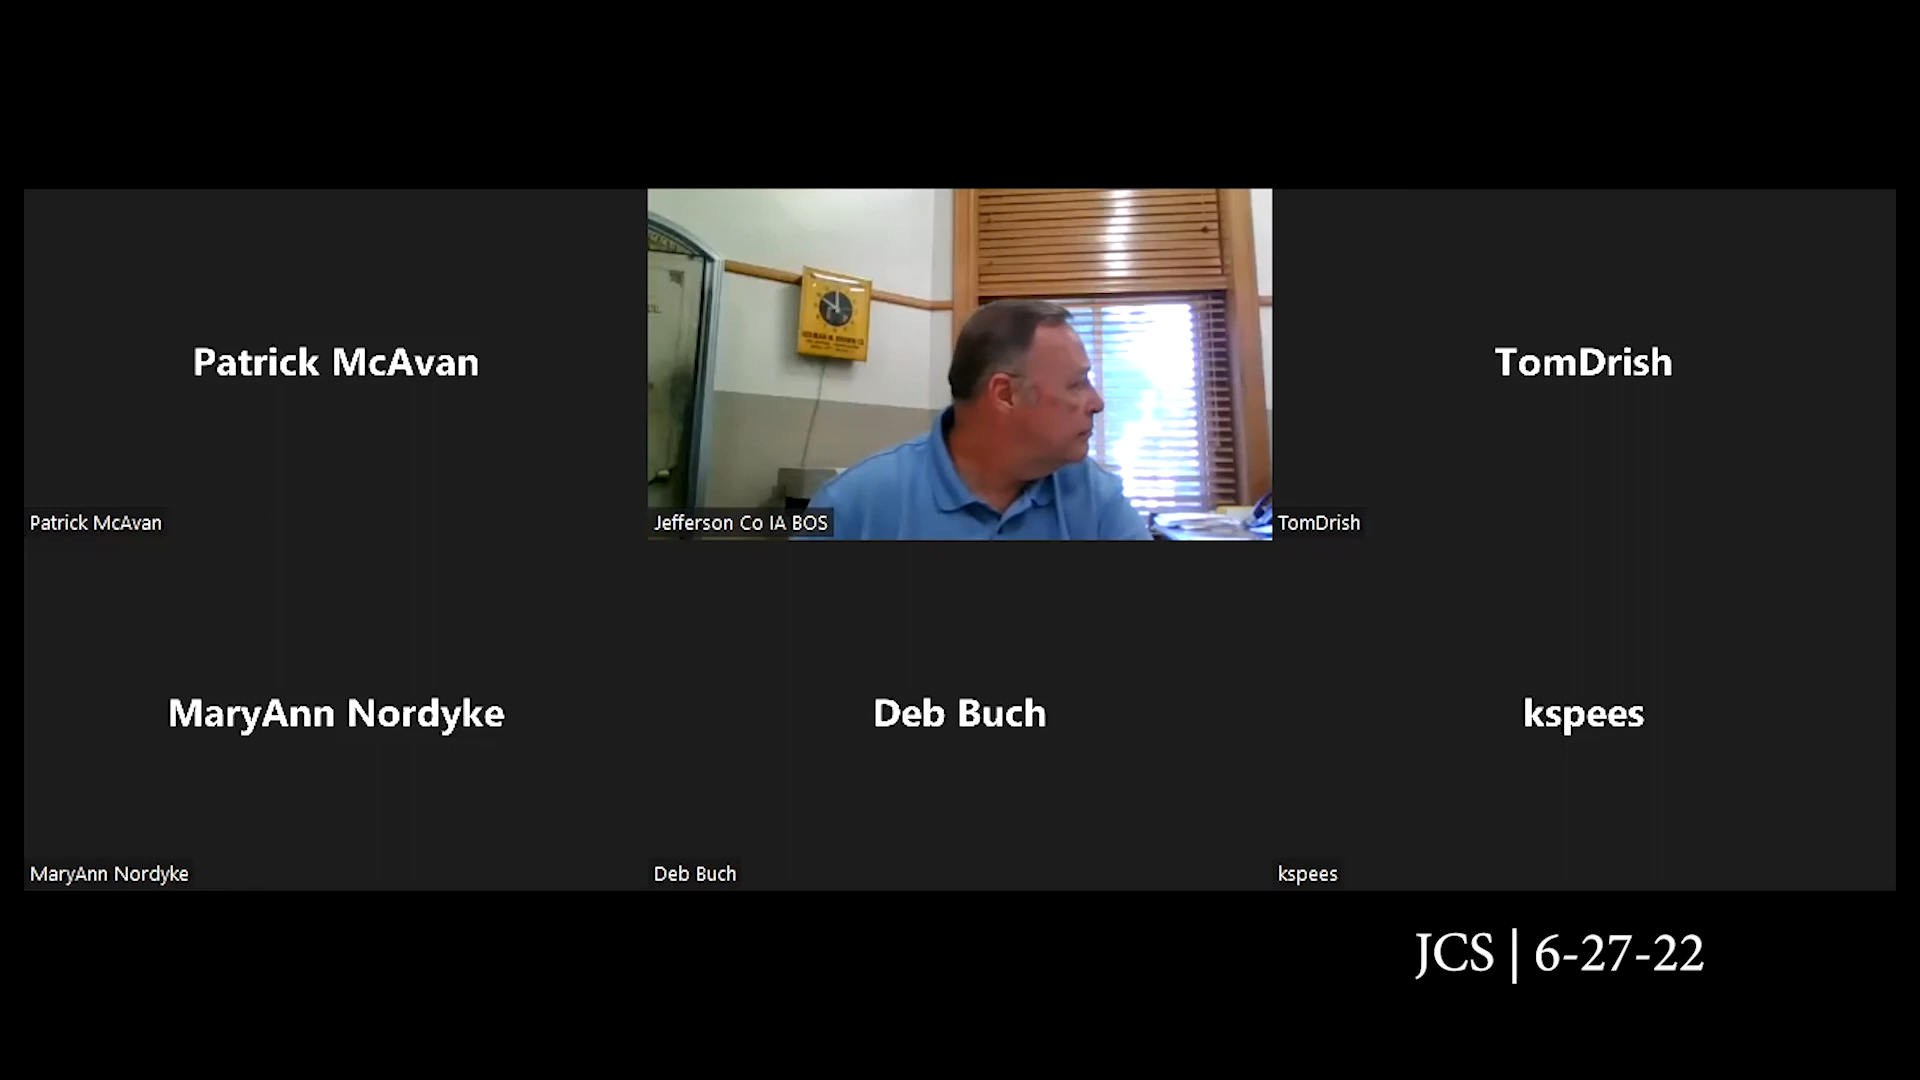 Patrick McAvan
TomDrish
Patrick McAvan
Jefferson Co IA BOS
TomDrish
MaryAnn Nordyke
Deb Buch
kspees
MaryAnn Nordyke
Deb Buch
kspees
JCS | 6-27-22